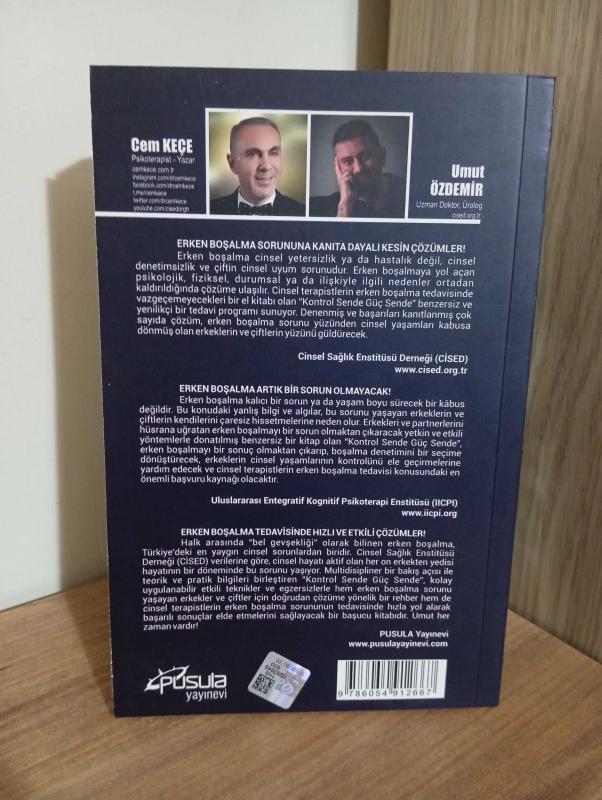 Cem KEÇE
Psikoterapist - Yazar
cemkece.com.tr
instagram.com/drcemkece
facebook.com/drcemkece
t.me/cemkece
twitter.com/drcemkece
youtube.com/cisedorgtr
Umut
ÖZDEMİR
Uzman Doktor, Ürolog
cised.org.tr
ERKEN BOŞALMA SORUNUNA KANITA DAYALI KESİN ÇÖZÜMLER!
Erken boşalma cinsel yetersizlik ya da hastalık değil, cinsel
denetimsizlik ve çiftin cinsel uyum sorunudur. Erken boşalmaya yol açan
psikolojik, fiziksel, durumsal ya da ilişkiyle ilgili nedenler ortadan
kaldırıldığında çözüme ulaşılır. Cinsel terapistlerin erken boşalma tedavisinde
vazgeçemeyecekleri bir el kitabı olan “Kontrol Sende Güç Sende” benzersiz ve
yenilikçi bir tedavi programı sunuyor. Denenmiş ve başarıları kanıtlanmış çok
sayıda çözüm, erken boşalma sorunu yüzünden cinsel yaşamları kabusa
dönmüş olan erkeklerin ve çiftlerin yüzünü güldürecek.
Cinsel Sağlık Enstitüsü Derneği (CİSED)
www.cised.org.tr
ERKEN BOŞALMA ARTIK BİR SORUN OLMAYACAK!
Erken boşalma kalıcı bir sorun ya da yaşam boyu sürecek bir kâbus
değildir. Bu konudaki yanlış bilgi ve algılar, bu sorunu yaşayan erkeklerin ve
çiftlerin kendilerini çaresiz hissetmelerine neden olur. Erkekleri ve partnerlerini
hüsrana uğratan erken boşalmayı bir sorun olmaktan çıkaracak yetkin ve etkili
yöntemlerle donatılmış benzersiz bir kitap olan “Kontrol Sende Güç Sende”,
erken boşalmayı bir sonuç olmaktan çıkarıp, boşalma denetimini bir seçime
dönüştürecek, erkeklerin cinsel yaşamlarının kontrolünü ele geçirmelerine
yardım edecek ve cinsel terapistlerin erken boşalma tedavisi konusundaki en
önemli başvuru kaynağı olacaktır.
Uluslararası Entegratif Kognitif Psikoterapi Enstitüsü (IICPI)
www.iicpi.org
ERKEN BOŞALMA TEDAVİSİNDE HIZLI VE ETKİLİ ÇÖZÜMLER!
Halk arasında “bel gevşekliği” olarak bilinen erken boşalma,
Türkiye'deki en yaygın cinsel sorunlardan biridir. Cinsel Sağlık Enstitüsü
Derneği (CİSED) verilerine göre, cinsel hayatı aktif olan her on erkekten yedisi
hayatının bir döneminde bu sorunu yaşıyor. Multidisipliner bir bakış açısı ile
teorik ve pratik bilgileri birleştiren “Kontrol Sende Güç Sende”, kolay
uygulanabilir etkili teknikler ve egzersizlerle hem erken boşalma sorunu
yaşayan erkekler ve çiftler için doğrudan çözüme yönelik bir rehber hem de
cinsel terapistlerin erken boşalma sorununun tedavisinde hızla yol alarak
başarılı sonuçlar elde etmelerini sağlayacak bir başucu kitabıdır. Umut her
zaman vardır!
PUSULA Yayınevi
www.pusulayayinevi.com
pusula
yayınevi
9 786054 912667